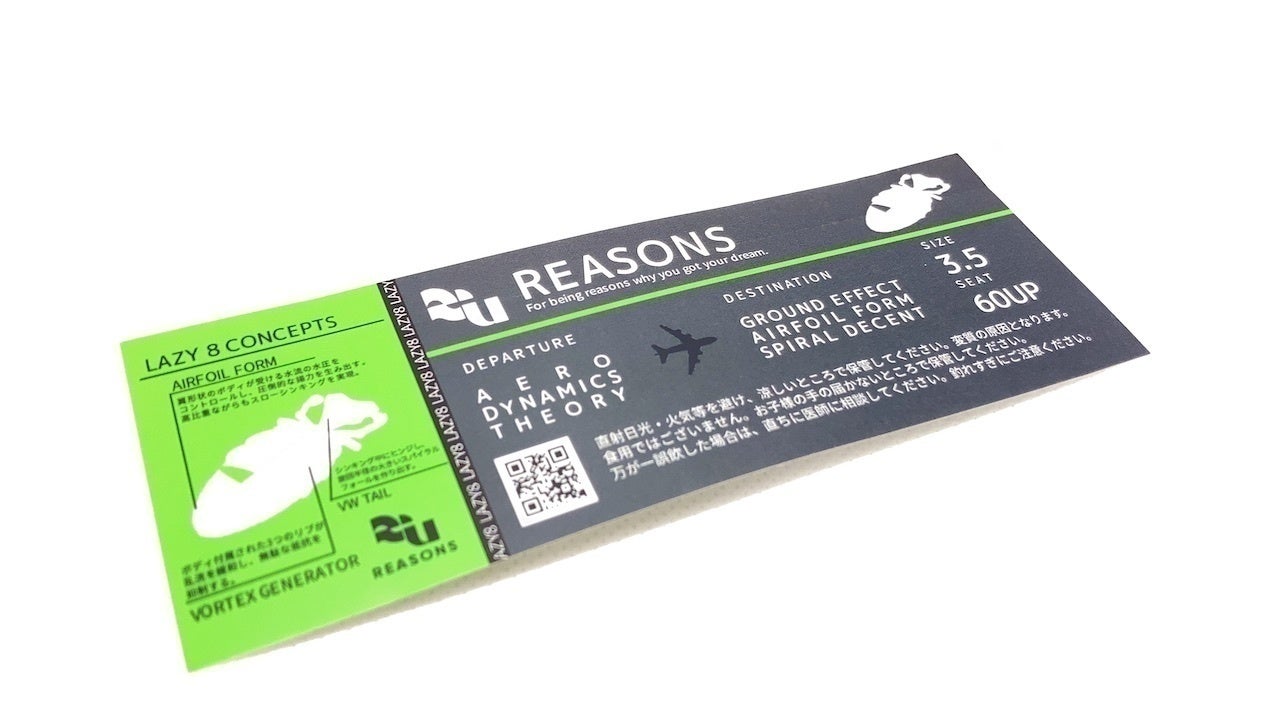 LAZY 8 CONCEPTS
AIRFOIL FORM
翼形状のボディが受ける水流の水圧を
コントロールし、圧倒的な揚力を生み出す。
高比重ながらもスローシンキングを実現。
シンキング中にヒンジし、
旋回半径の大きいスパイラル
フォールを作り出す。
VW TAIL
ボディ付属された3つのリブが
乱流を緩和し、無駄な抵抗を
抑制する。
VORTEX GENERATOR
REASONS
LAZY8 LAZY8 LAZY8 LAZY8 LAZY8 LAZY8
REASONS
For being reasons why you got your dream.
DEPARTURE
AERO
DYNAMICS
THEORY
DESTINATION
GROUND EFFECT
AIRFOIL FORM
SPIRAL DECENT
SIZE
3.5
SEAT
60UP
直射日光・火気等を避け、涼しいところで保管してください。変質の原因となります。
食用ではございません。お子様の手の届かないところで保管してください。
万が一誤飲した場合は、直ちに医師に相談してください。釣れすぎにご注意ください。